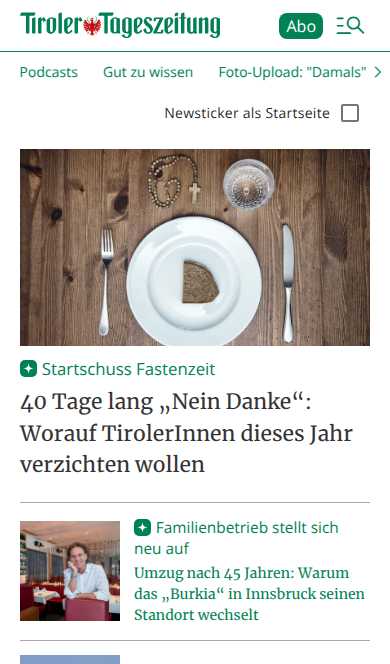 Tiroler Tageszeitung
Abo
Podcasts Gut zu wissen Foto-Upload: "Damals"
Newsticker als Startseite
Startschuss Fastenzeit
40 Tage lang „Nein Danke“:
Worauf TirolerInnen dieses Jahr
verzichten wollen
Familienbetrieb stellt sich
neu auf
Umzug nach 45 Jahren: Warum
das „Burkia“ in Innsbruck seinen
Standort wechselt